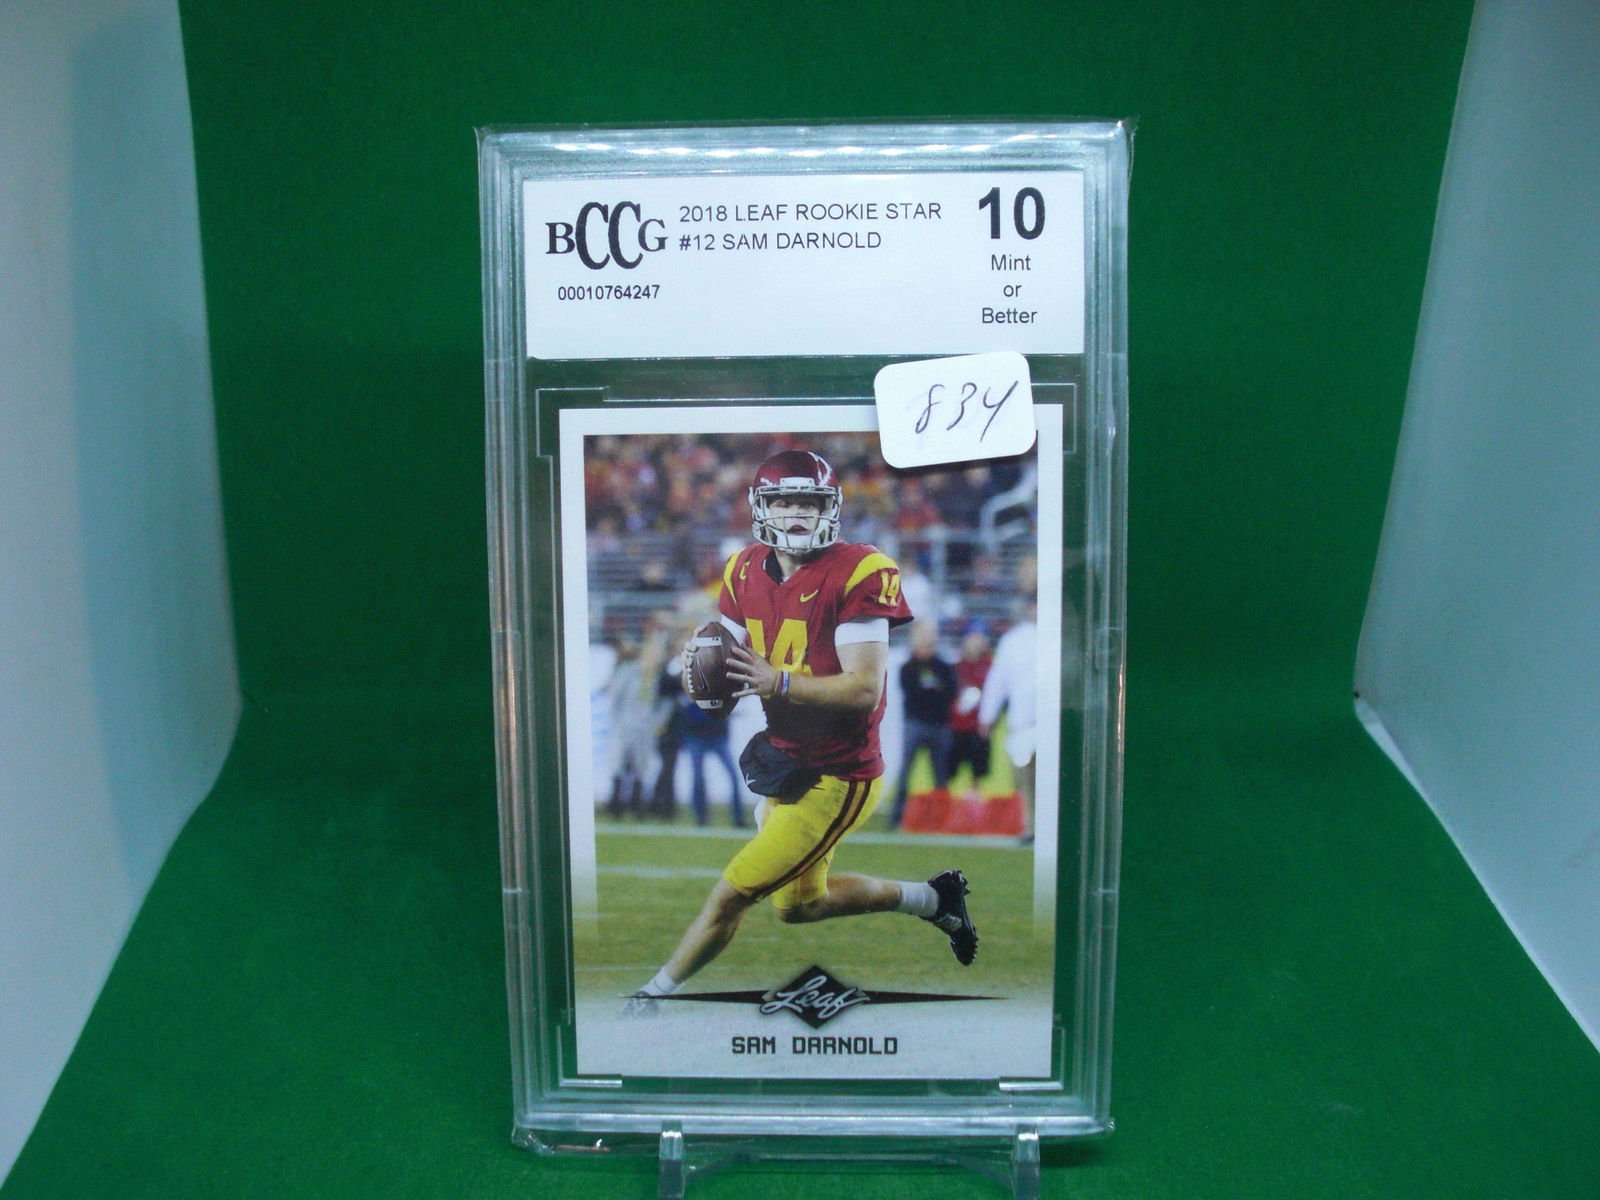 BCCG
2018 LEAF ROOKIE STAR
#12 SAM DARNOLD
00010764247
10
Mint
or
Better
834
14
14
Leaf
SAM DARNOLD